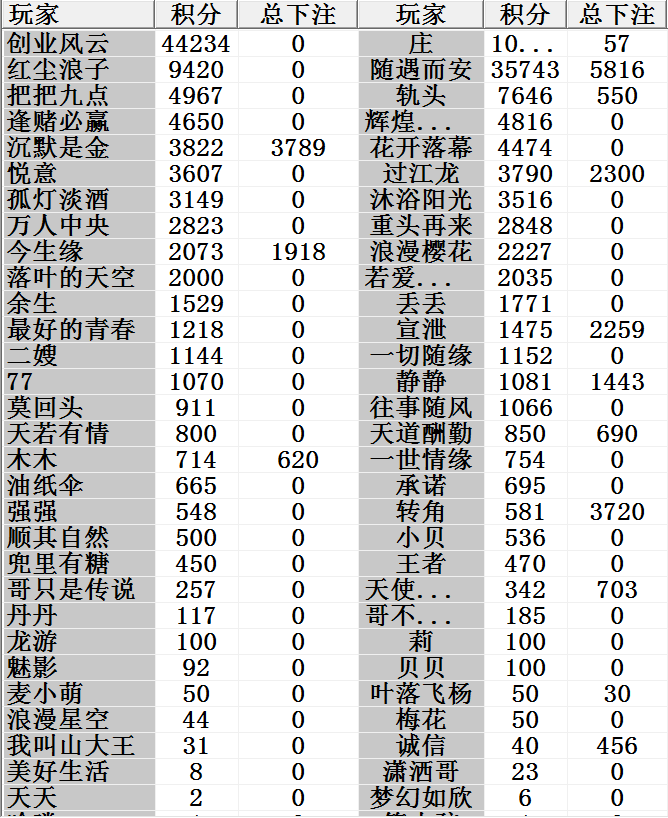 玩家 积分 总下注 玩家 积分 总下注
创业风云 44234 0 庄 10... 57
红尘浪子 9420 0 随遇而安 35743 5816
把把九点 4967 0 轨头 7646 550
逢赌必赢 4650 0 辉煌... 4816 0
沉默是金 3822 3789 花开落幕 4474 0
悦意 3607 0 过江龙 3790 2300
孤灯淡酒 3149 0 沐浴阳光 3516 0
万人中央 2823 0 重头再来 2848 0
今生缘 2073 1918 浪漫樱花 2227 0
落叶的天空 2000 0 若爱... 2035 0
余生 1529 0 丢丢 1771 0
最好的青春 1218 0 宣泄 1475 2259
二嫂 1144 0 一切随缘 1152 0
77 1070 0 静静 1081 1443
莫回头 911 0 往事随风 1066 0
天若有情 800 0 天道酬勤 850 690
木木 714 620 一世情缘 754 0
油纸伞 665 0 承诺 695 0
强强 548 0 转角 581 3720
顺其自然 500 0 小贝 536 0
兜里有糖 450 0 王者 470 0
哥只是传说 257 0 天使... 342 703
丹丹 117 0 哥不... 185 0
龙游 100 0 莉 100 0
魅影 92 0 贝贝 100 0
麦小萌 50 0 叶落飞杨 50 30
浪漫星空 44 0 梅花 50 0
我叫山大王 31 0 诚信 40 456
美好生活 8 0 潇洒哥 23 0
天天 2 0 梦幻如欣 6 0